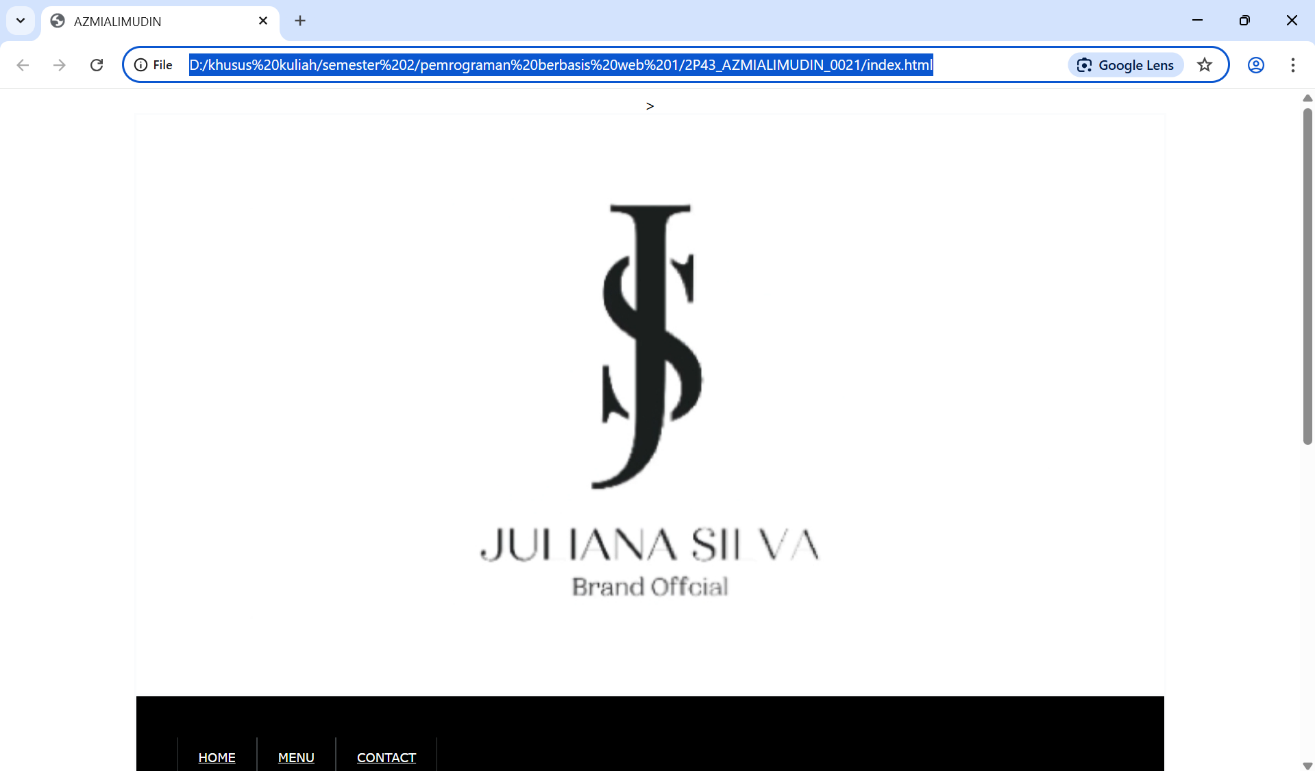 AZMIALIMUDIN
File D:/khusus%20kuliah/semester%202/pemrograman%20berbasis%20web%201/2P43_AZMIALIMUDIN_0021/index.html Google Lens
>
JULIANA SILVA
Brand Offcial
HOME MENU CONTACT